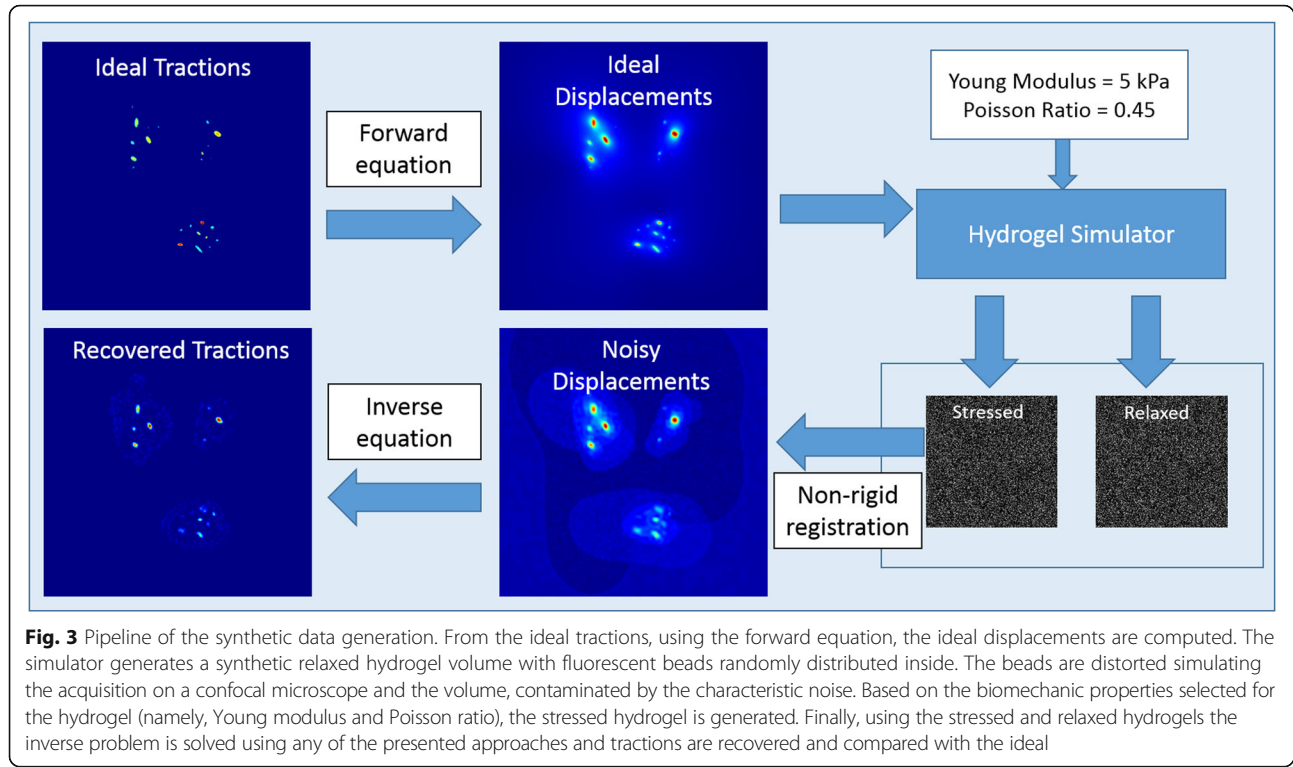 Ideal Tractions
Forward
equation
Ideal
Displacements
Young Modulus = 5 kPa
Poisson Ratio = 0.45
Hydrogel Simulator
Stressed
Relaxed
Non-rigid
registration
Noisy
Displacements
Inverse
equation
Recovered Tractions
Fig. 3 Pipeline of the synthetic data generation. From the ideal tractions, using the forward equation, the ideal displacements are computed. The
simulator generates a synthetic relaxed hydrogel volume with fluorescent beads randomly distributed inside. The beads are distorted simulating
the acquisition on a confocal microscope and the volume, contaminated by the characteristic noise. Based on the biomechanic properties selected for
the hydrogel (namely, Young modulus and Poisson ratio), the stressed hydrogel is generated. Finally, using the stressed and relaxed hydrogels the
inverse problem is solved using any of the presented approaches and tractions are recovered and compared with the ideal